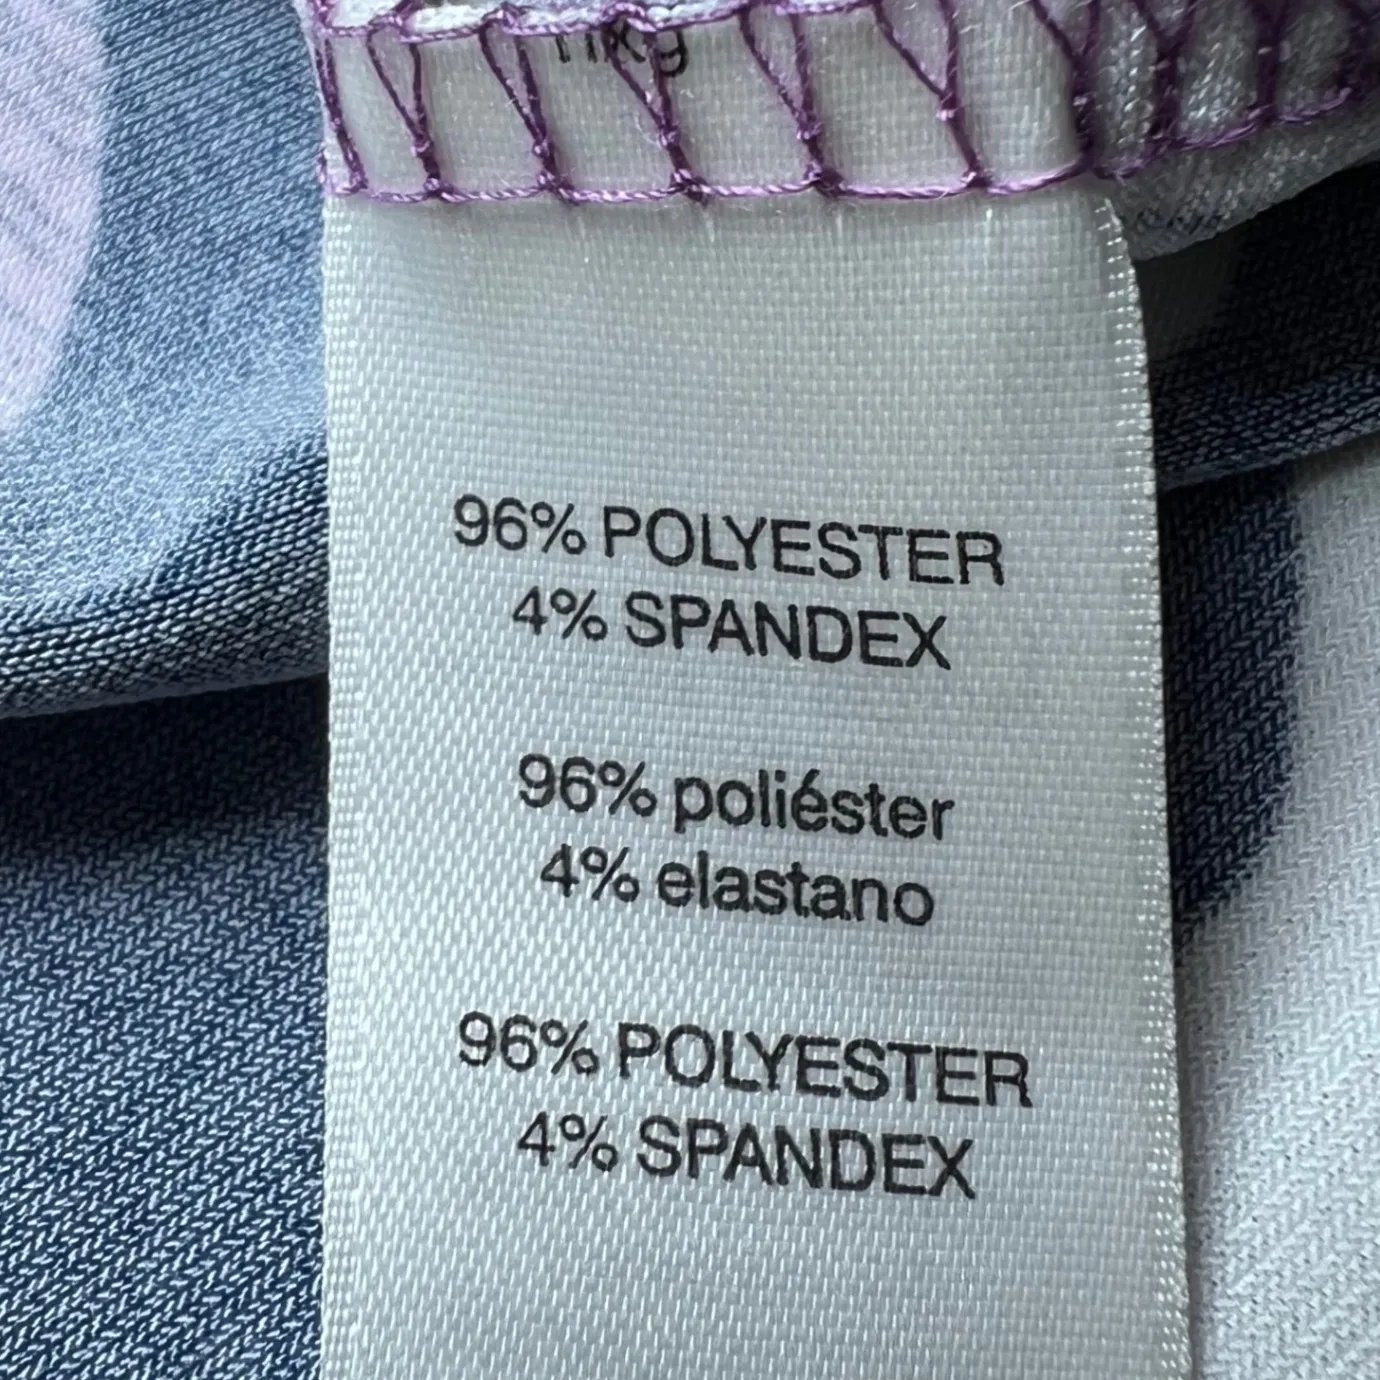 96% POLYESTER
4% SPANDEX
96% poliéster
4% elastano
96% POLYESTER
4% SPANDEX